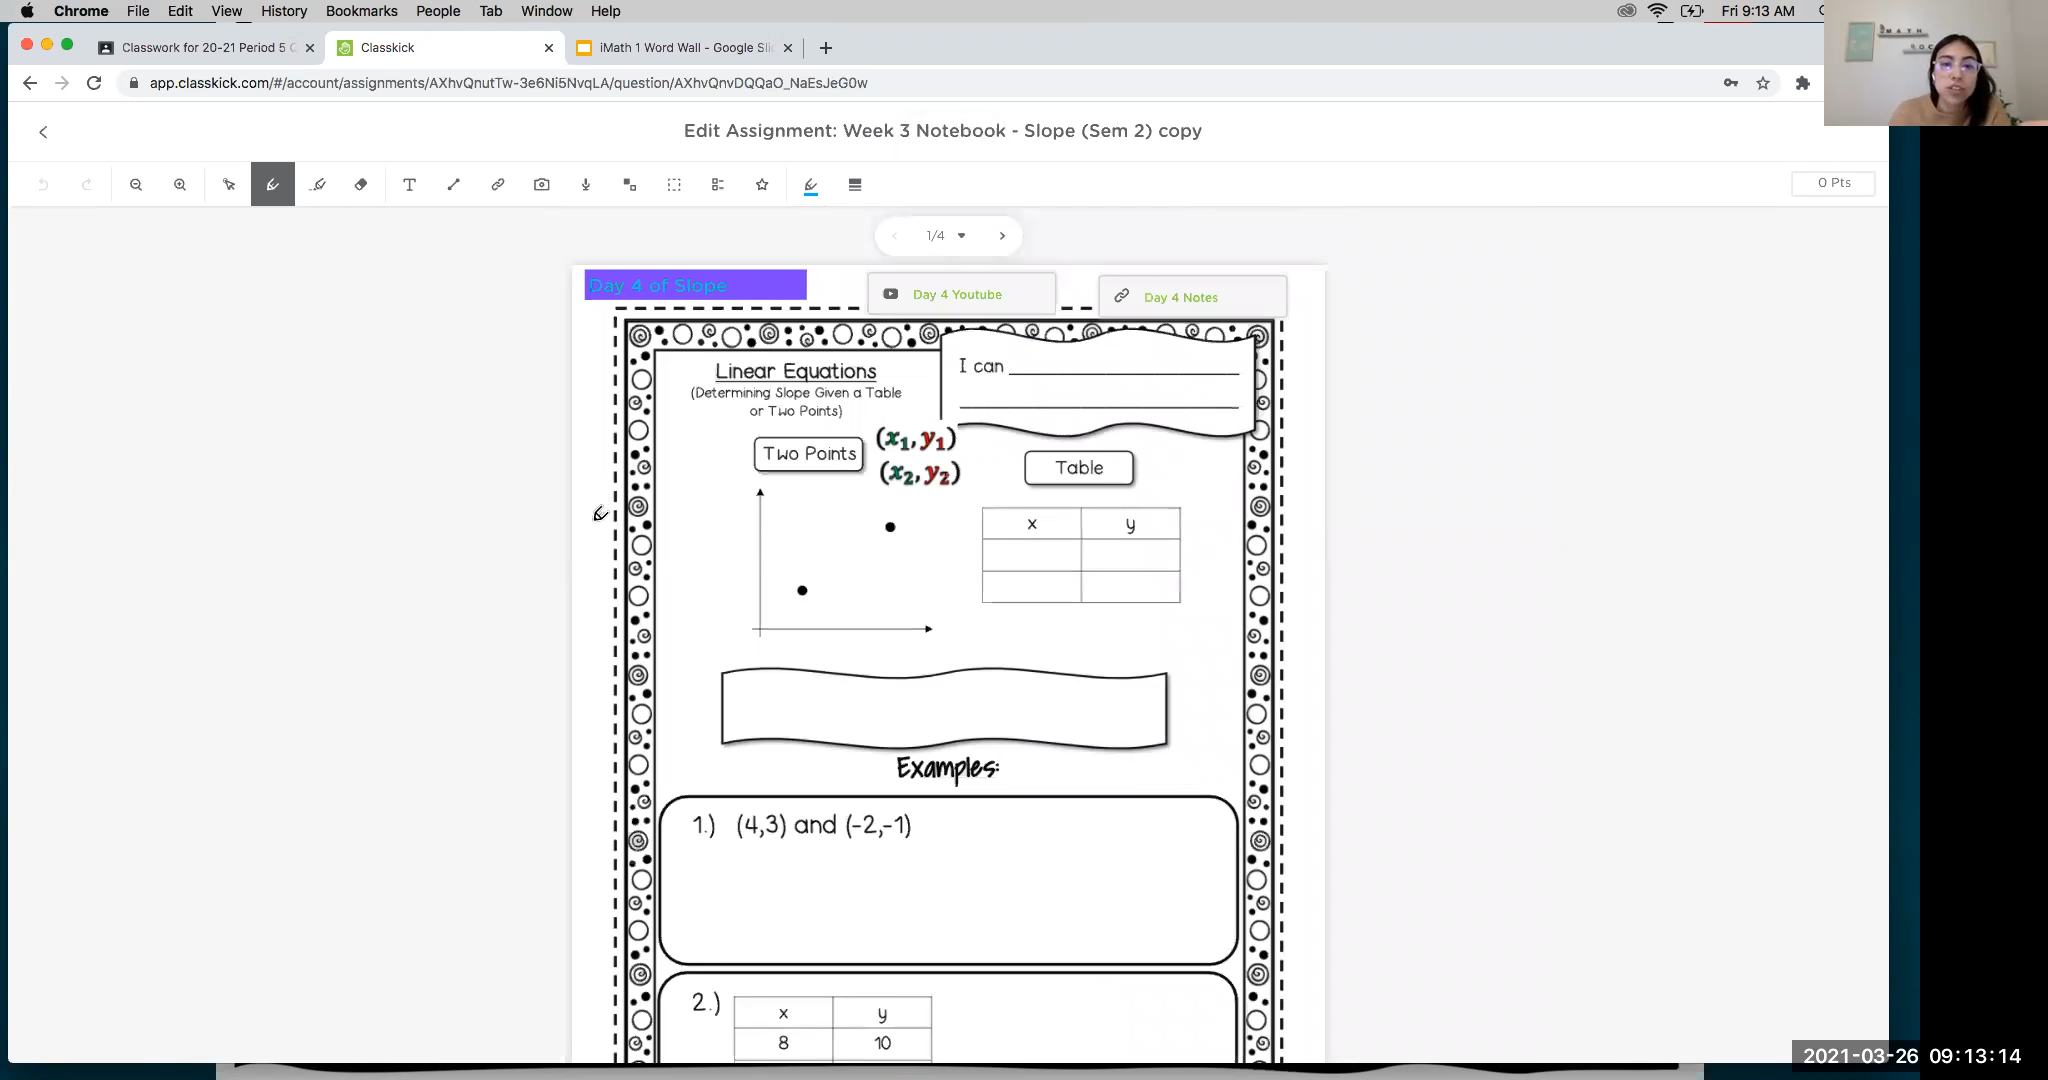 Chrome File Edit View History Bookmarks People Tab Window Help
Fri 9:13 AM
Classwork for 20-21 Period 5
Classkick
iMath 1 Word Wall - Google Sli
app.classkick.com/#/account/assignments/AXhvQnutTw-3e6Ni5NvqLA/question/AXhvQnvDQQaO_NaEsJeG0w
MATH
Edit Assignment: Week 3 Notebook - Slope (Sem 2) copy
T
0 Pts
1/4
Day 4 of Slope
Day 4 Youtube
Day 4 Notes
Linear Equations
(Determining Slope Given a Table
or Two Points)
I can
Two Points
(x₁, y₁)
(x₂, y₂)
Table
x y
Examples:
1.) (4,3) and (-2,-1)
2.)
x y
8 10
2021-03-26 09:13:14